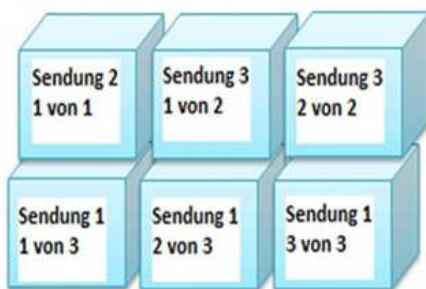 Sendung 2
1 von 1
Sendung 3
1 von 2
Sendung 3
2 von 2
Sendung 1
1 von 3
Sendung 1
2 von 3
Sendung 1
3 von 3